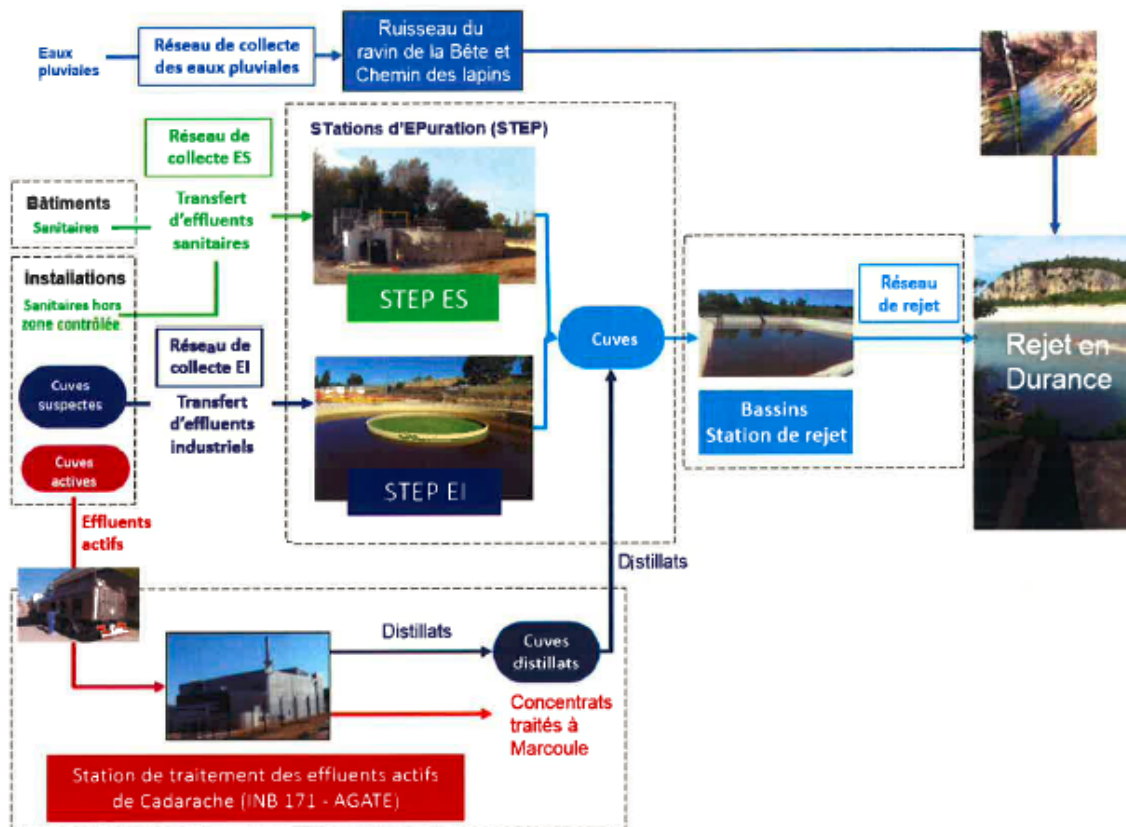 Eaux
pluviales
Réseau de collecte
des eaux pluviales
Ruisseau du
ravin de la Bête et
Chemin des lapins
Réseau de
collecte ES
STations d'EPuration (STEP)
Bâtiments
Sanitaires
Transfert
d'effluents
sanitaires
Installations
Sanitaires hors
zone contrôlée
STEP ES
Réseau de
collecte EI
Cuves
suspectes
Transfert
d'effluents
industriels
Cuves
actives
STEP EI
Cuves
Réseau
de rejet
Bassins
Station de rejet
Rejet en
Durance
Effluents
actifs
Distillats
Distillats
Cuves
distillats
Concentrats
traités à
Marcoule
Station de traitement des effluents actifs
de Cadarache (INB 171 - AGATE)